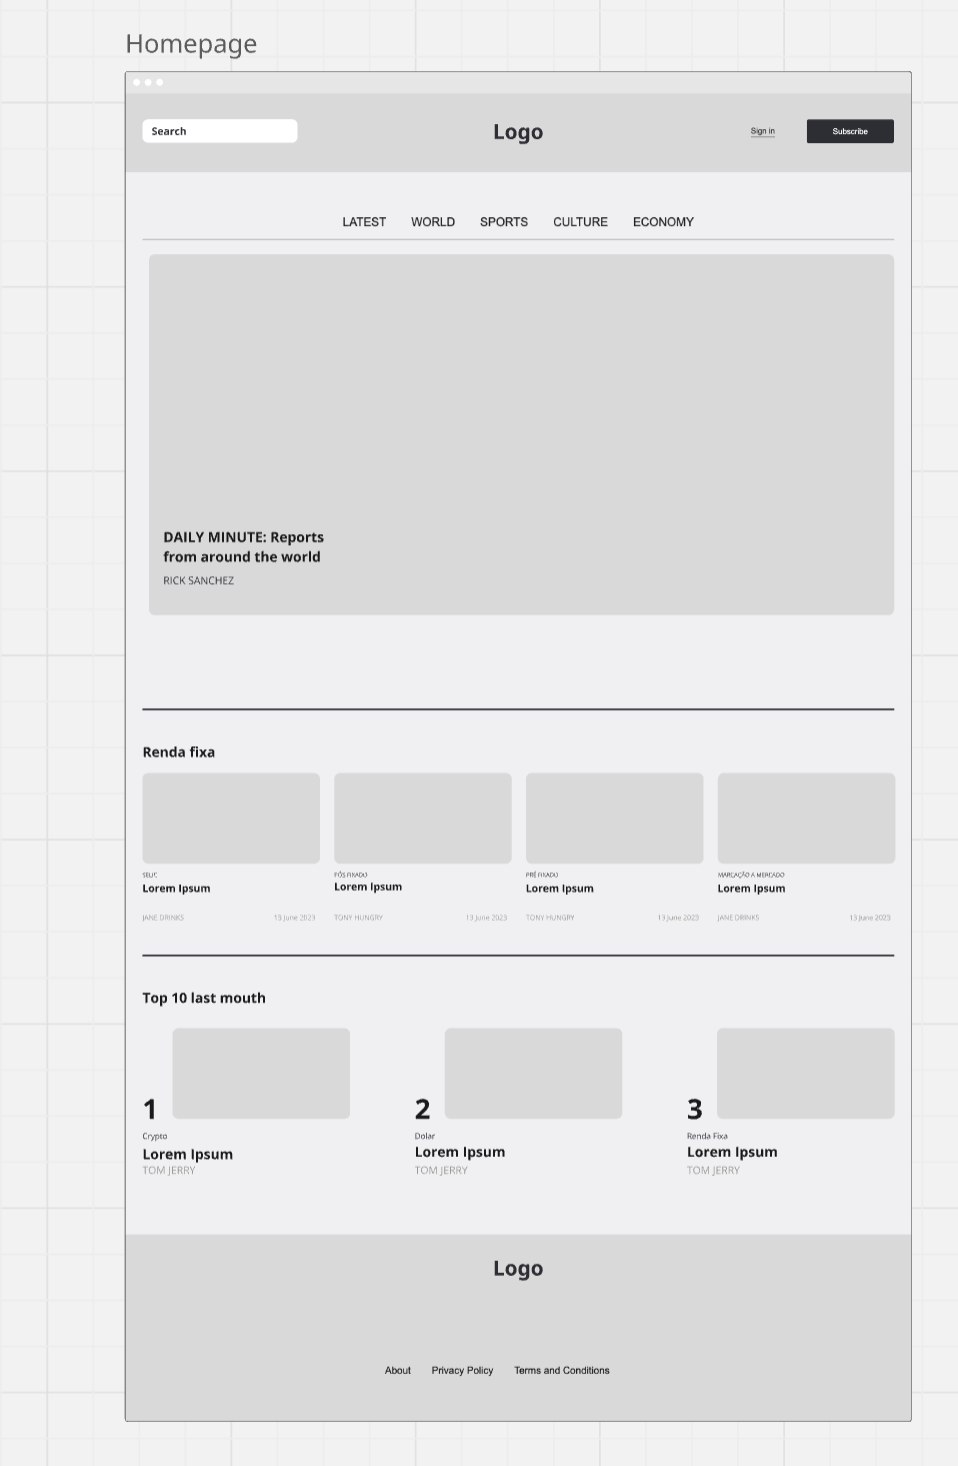 Homepage
Search
Logo
Sign in
Subscribe
LATEST WORLD SPORTS CULTURE ECONOMY
DAILY MINUTE: Reports
from around the world
RICK SANCHEZ
Renda fixa
SELIC
Lorem Ipsum
JANE DRINKS 13 June 2023
PÓS FIXADO
Lorem Ipsum
TONY HUNGRY 13 June 2023
PRÉ FIXADO
Lorem Ipsum
TONY HUNGRY 13 June 2023
MARCAÇÃO A MERCADO
Lorem Ipsum
JANE DRINKS 13 June 2023
Top 10 last mouth
1
Crypto
Lorem Ipsum
TOM JERRY
2
Dolar
Lorem Ipsum
TOM JERRY
3
Renda Fixa
Lorem Ipsum
TOM JERRY
Logo
About Privacy Policy Terms and Conditions